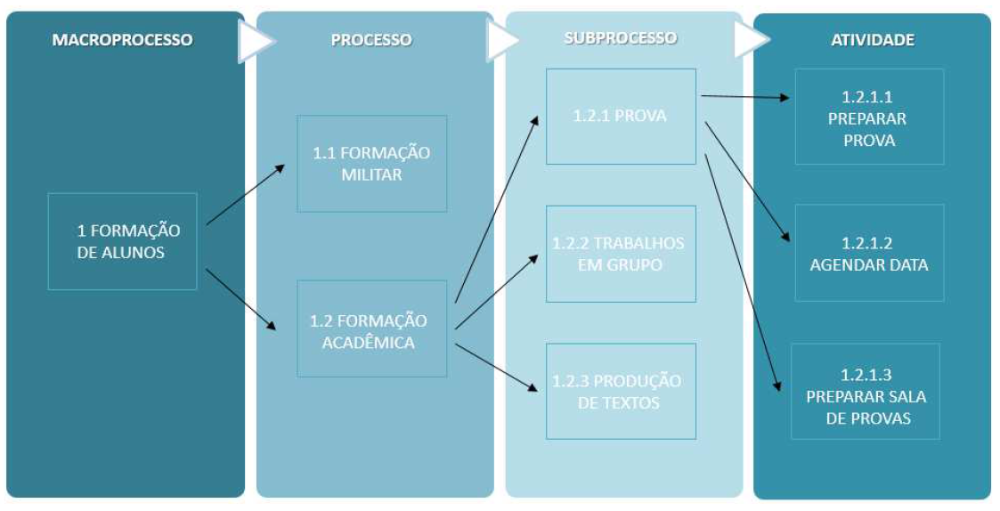 MACROPROCESSO
1 FORMAÇÃO
DE ALUNOS
PROCESSO
1.1 FORMAÇÃO
MILITAR
1.2 FORMAÇÃO
ACADÊMICA
SUBPROCESSO
1.2.1 PROVA
1.2.2 TRABALHOS
EM GRUPO
1.2.3 PRODUÇÃO
DE TEXTOS
ATIVIDADE
1.2.1.1
PREPARAR
PROVA
1.2.1.2
AGENDAR DATA
1.2.1.3
PREPARAR SALA
DE PROVAS